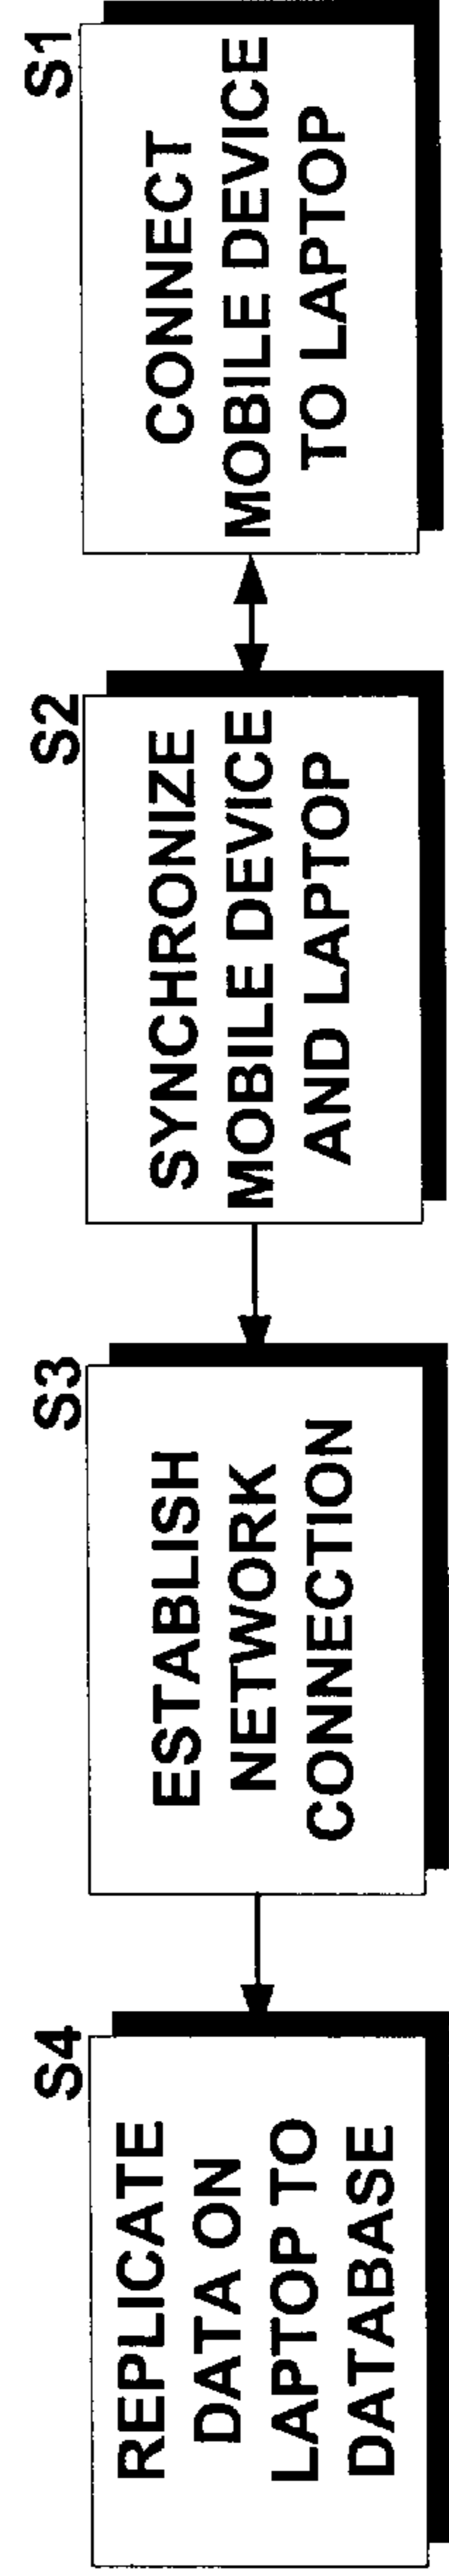 S1
CONNECT
MOBILE DEVICE
TO LAPTOP
S2
SYNCHRONIZE
MOBILE DEVICE
AND LAPTOP
S3
ESTABLISH
NETWORK
CONNECTION
S4
REPLICATE
DATA ON
LAPTOP TO
DATABASE